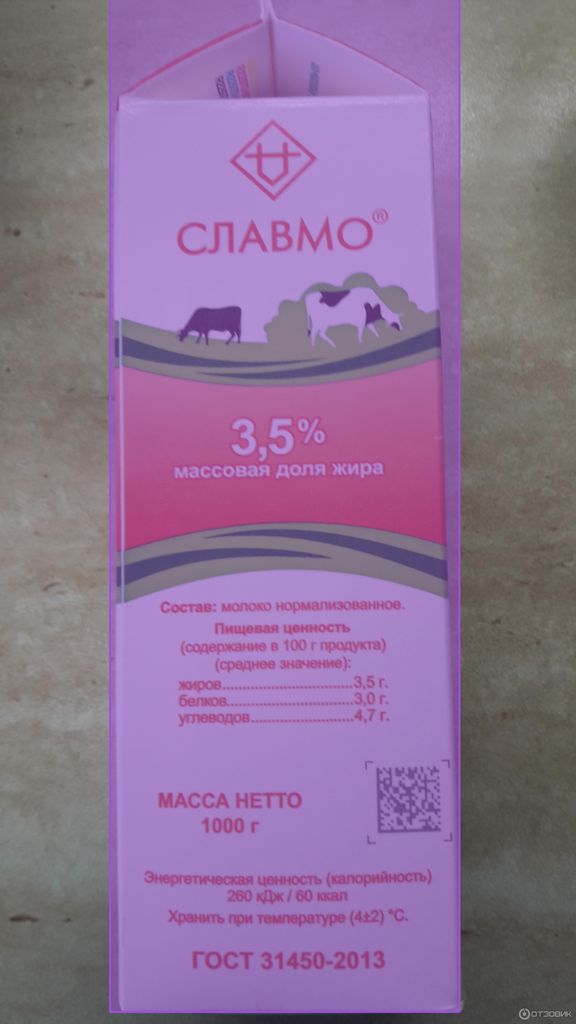 СЛАВМО®
3,5%
массовая доля жира
Состав: молоко нормализованное.
Пищевая ценность
(содержание в 100 г продукта)
(среднее значение):
жиров..............................3,5 г.
белков.............................3,0 г.
углеводов.......................4,7 г.
МАССА НЕТТО
1000 г
Энергетическая ценность (калорийность)
260 кДж / 60 ккал
Хранить при температуре (4±2) °С.
ГОСТ 31450-2013
ОТЗОВИК